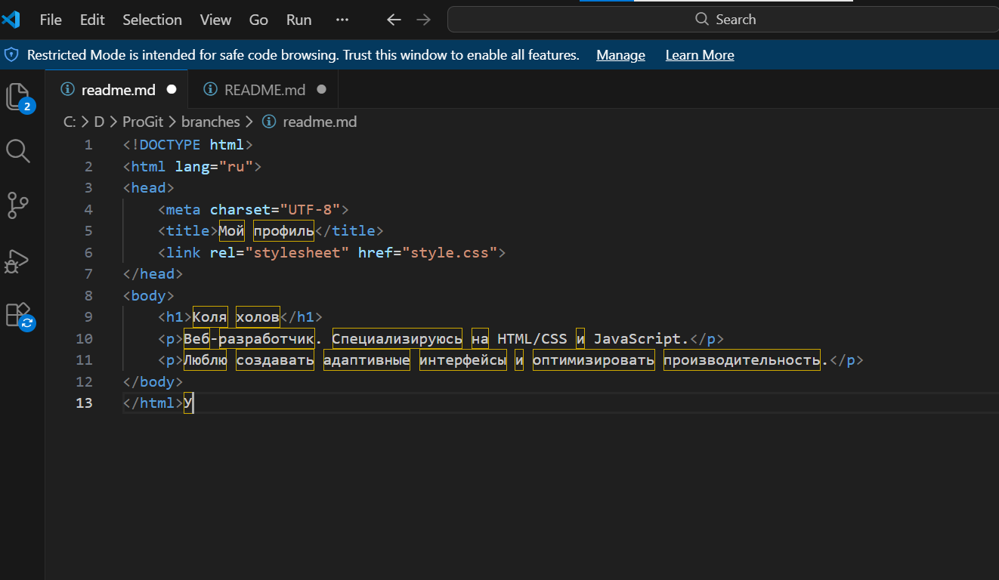 File Edit Selection View Go Run ... Search
Restricted Mode is intended for safe code browsing. Trust this window to enable all features. Manage Learn More
readme.md README.md
2
C: > D > ProGit > branches > readme.md
1 <!DOCTYPE html>
2 <html lang="ru">
3 <head>
4 <meta charset="UTF-8">
5 <title>Мой профиль</title>
6 <link rel="stylesheet" href="style.css">
7 </head>
8 <body>
9 <h1>Коля холов</h1>
10 <p>Веб-разработчик. Специализируюсь на HTML/CSS и JavaScript.</p>
11 <p>Люблю создавать адаптивные интерфейсы и оптимизировать производительность.</p>
12 </body>
13 </html>У